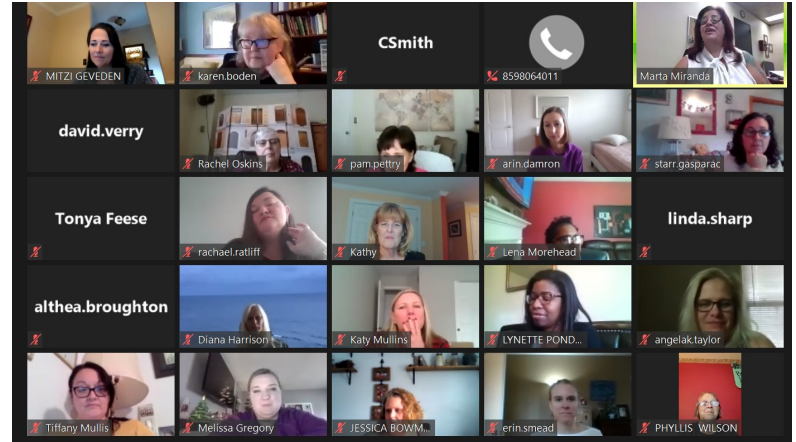 MITZI GEVEDEN
karen.boden
CSmith
8598064011
Marta Miranda
david.verry
Rachel Oskins
pam.pettry
arin.damron
starr.gasparac
Tonya Feese
rachael.ratliff
Kathy
Lena Morehead
linda.sharp
althea.broughton
Diana Harrison
Katy Mullins
LYNETTE POND...
angelak.taylor
Tiffany Mullis
Melissa Gregory
JESSICA BOWM...
erin.smead
PHYLLIS WILSON